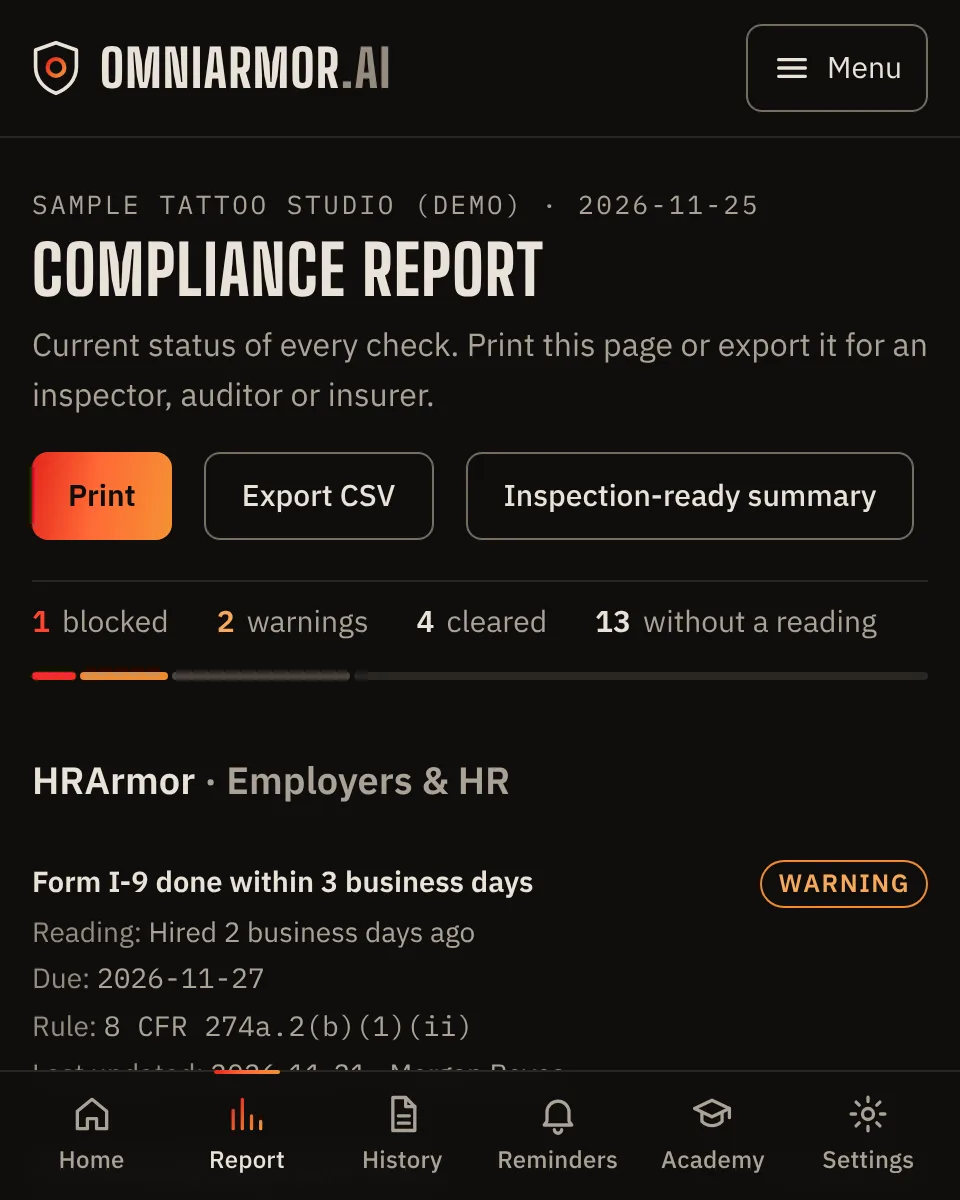 OMNIARMOR.AI
Menu
SAMPLE TATTOO STUDIO (DEMO) · 2026-11-25
COMPLIANCE REPORT
Current status of every check. Print this page or export it for an
inspector, auditor or insurer.
Print
Export CSV
Inspection-ready summary
1 blocked 2 warnings 4 cleared 13 without a reading
HRArmor · Employers & HR
Form I-9 done within 3 business days
WARNING
Reading: Hired 2 business days ago
Due: 2026-11-27
Rule: 8 CFR 274a.2(b)(1)(ii)
Home
Report
History
Reminders
Academy
Settings